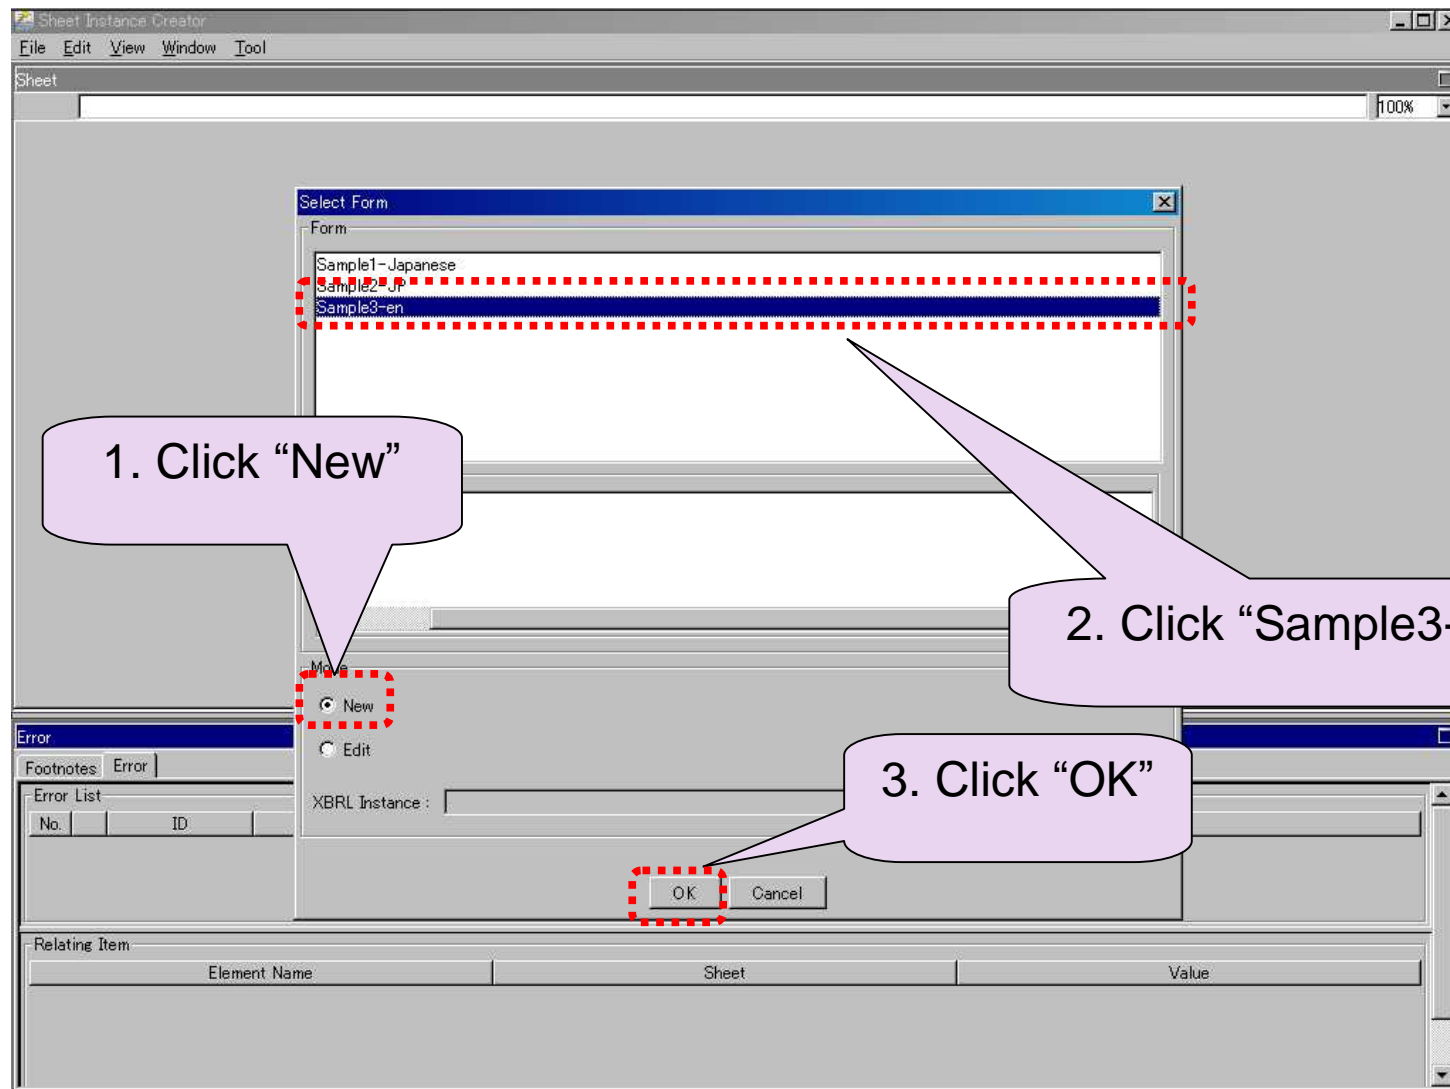 Sheet Instance Creator
File Edit View Window Tool
Sheet
100%
Select Form
Form
Sample1-Japanese
Sample2-JP
Sample3-en
1. Click “New”
2. Click “Sample3-
Mode
New
Edit
3. Click “OK”
XBRL Instance :
OK Cancel
Error
Footnotes Error
Error List
No. ID
Relating Item
Element Name Sheet Value